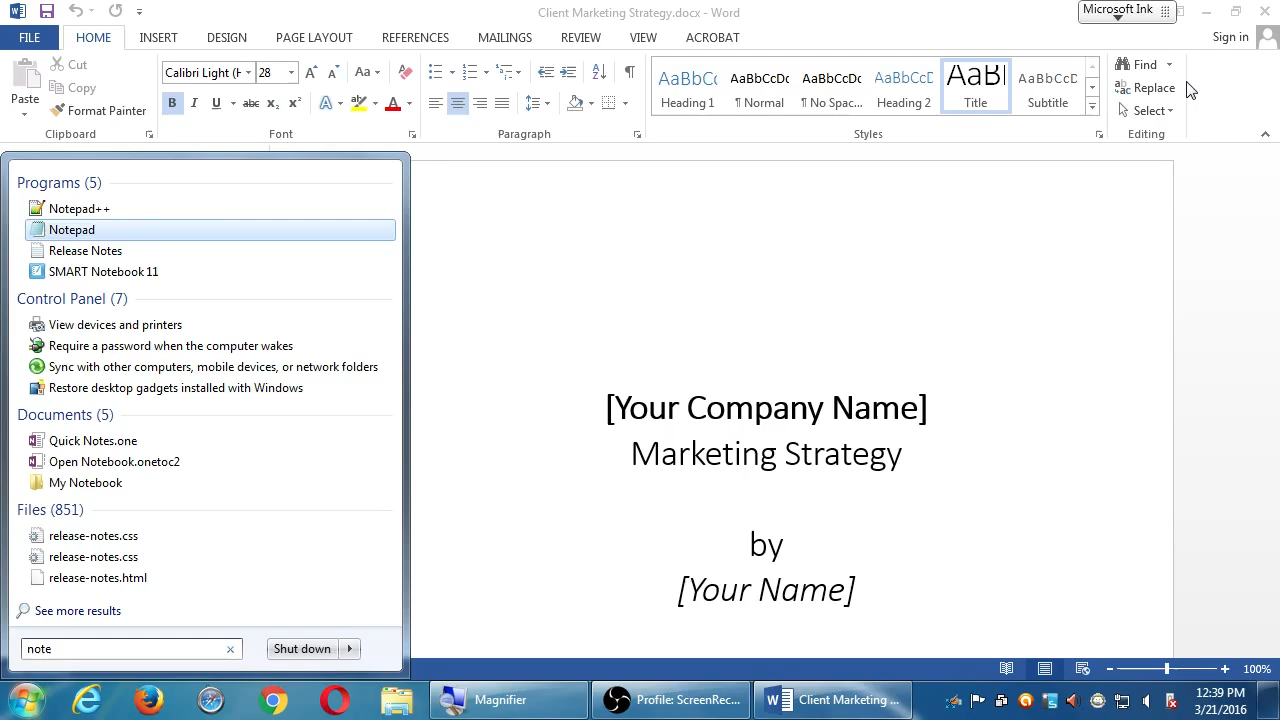 Client Marketing Strategy.docx - Word
Microsoft Ink
FILE HOME INSERT DESIGN PAGE LAYOUT REFERENCES MAILINGS REVIEW VIEW ACROBAT Sign in
Paste
Cut
Copy
Format Painter
Clipboard
Calibri Light (H 28
Aa
B I U abc x₂ x² A ab A
Font
Paragraph
AaBbCc AaBbCcDc AaBbCcDc AaBbCcD AaB AaBbCcD
Heading 1 ¶ Normal ¶ No Spac... Heading 2 Title Subtitle
Styles
Find
Replace
Select
Editing
Programs (5)
Notepad++
Notepad
Release Notes
SMART Notebook 11
Control Panel (7)
View devices and printers
Require a password when the computer wakes
Sync with other computers, mobile devices, or network folders
Restore desktop gadgets installed with Windows
Documents (5)
Quick Notes.one
Open Notebook.onetoc2
My Notebook
Files (851)
release-notes.css
release-notes.css
release-notes.html
See more results
note
Shut down
[Your Company Name]
Marketing Strategy
by
[Your Name]
100%
Magnifier
Profile: ScreenRec...
Client Marketing ...
12:39 PM
3/21/2016